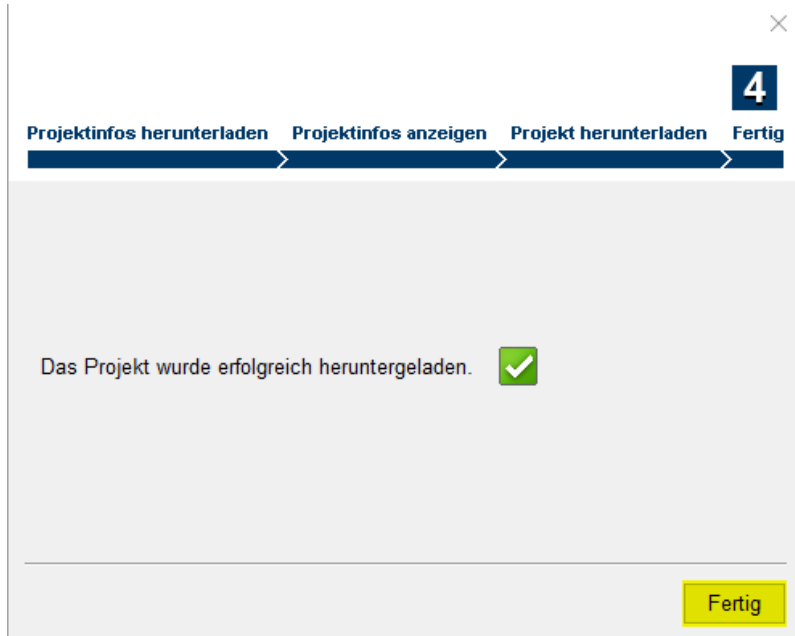 4
Projektinfos herunterladen Projektinfos anzeigen Projekt herunterladen Fertig
Das Projekt wurde erfolgreich heruntergeladen.
Fertig